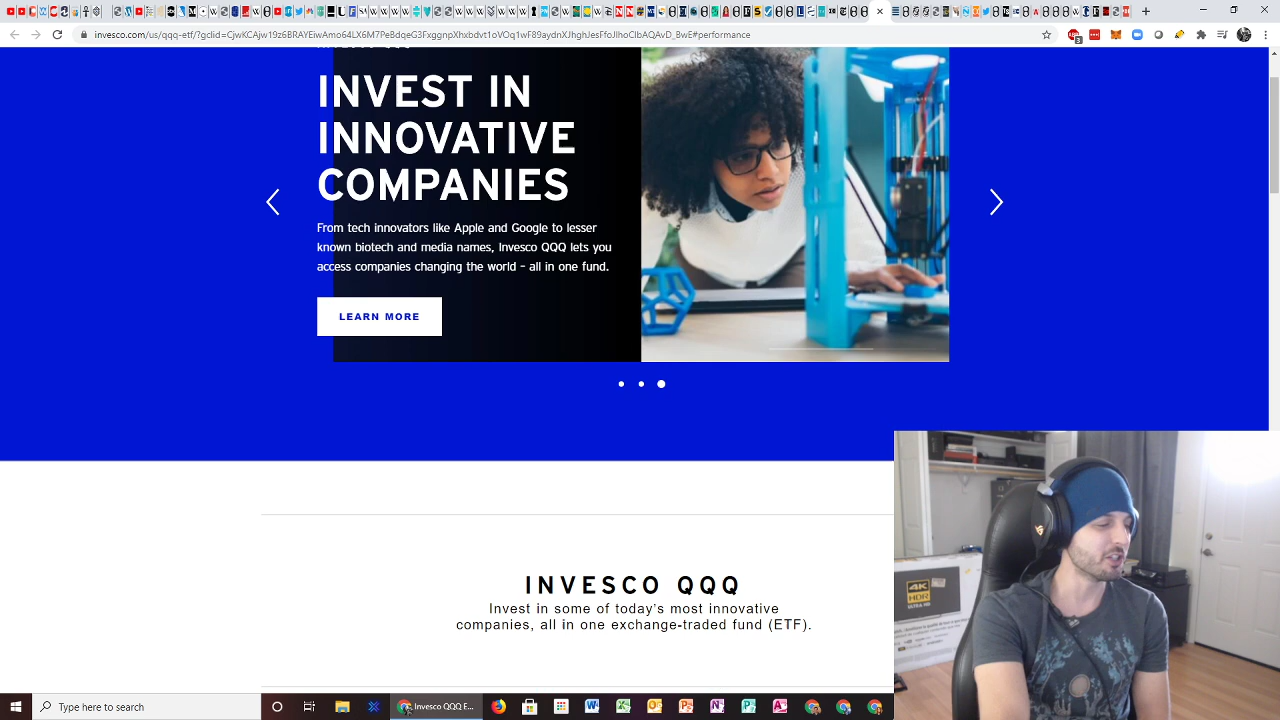 invesco.com/us/qqq-etf/?gclid=CjwKCAjw19z6BRAYEiwAmo64LX6M7PeBdqeG3FxgsnpXhxbdvt1oVOq1wF89aydnXJhghJesFfoJJhoClbAQAvD_BwE#performance
INVEST IN
INNOVATIVE
COMPANIES
From tech innovators like Apple and Google to lesser
known biotech and media names, Invesco QQQ lets you
access companies changing the world - all in one fund.
LEARN MORE
INVESCO QQQ
Invest in some of today's most innovative
companies, all in one exchange-traded fund (ETF).
4K
HDR
ULTRA HD
Type here to search
Invesco QQQ E...